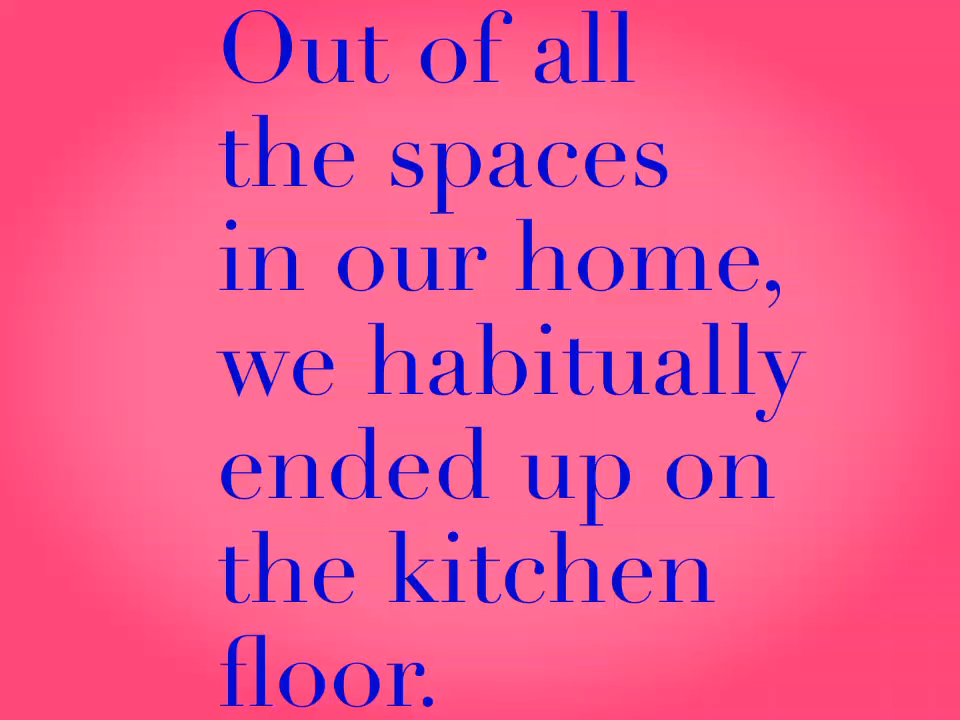 Out of all
the spaces
in our home,
we habitually
ended up on
the kitchen
floor.